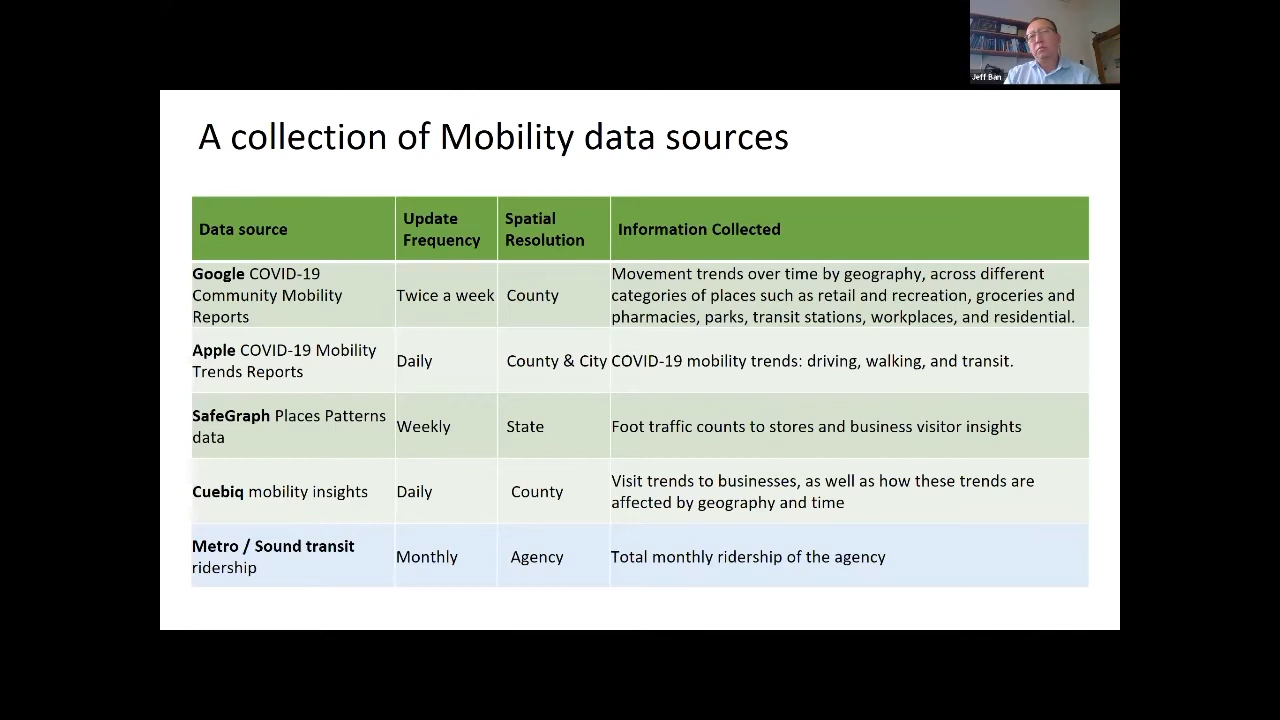 Jeff Ban
A collection of Mobility data sources
Data source
Update
Frequency
Spatial
Resolution
Information Collected
Google COVID-19
Community Mobility
Reports
Twice a week
County
Movement trends over time by geography, across different
categories of places such as retail and recreation, groceries and
pharmacies, parks, transit stations, workplaces, and residential.
Apple COVID-19 Mobility
Trends Reports
Daily
County & City
COVID-19 mobility trends: driving, walking, and transit.
SafeGraph Places Patterns
data
Weekly
State
Foot traffic counts to stores and business visitor insights
Cuebiq mobility insights
Daily
County
Visit trends to businesses, as well as how these trends are
affected by geography and time
Metro / Sound transit
ridership
Monthly
Agency
Total monthly ridership of the agency